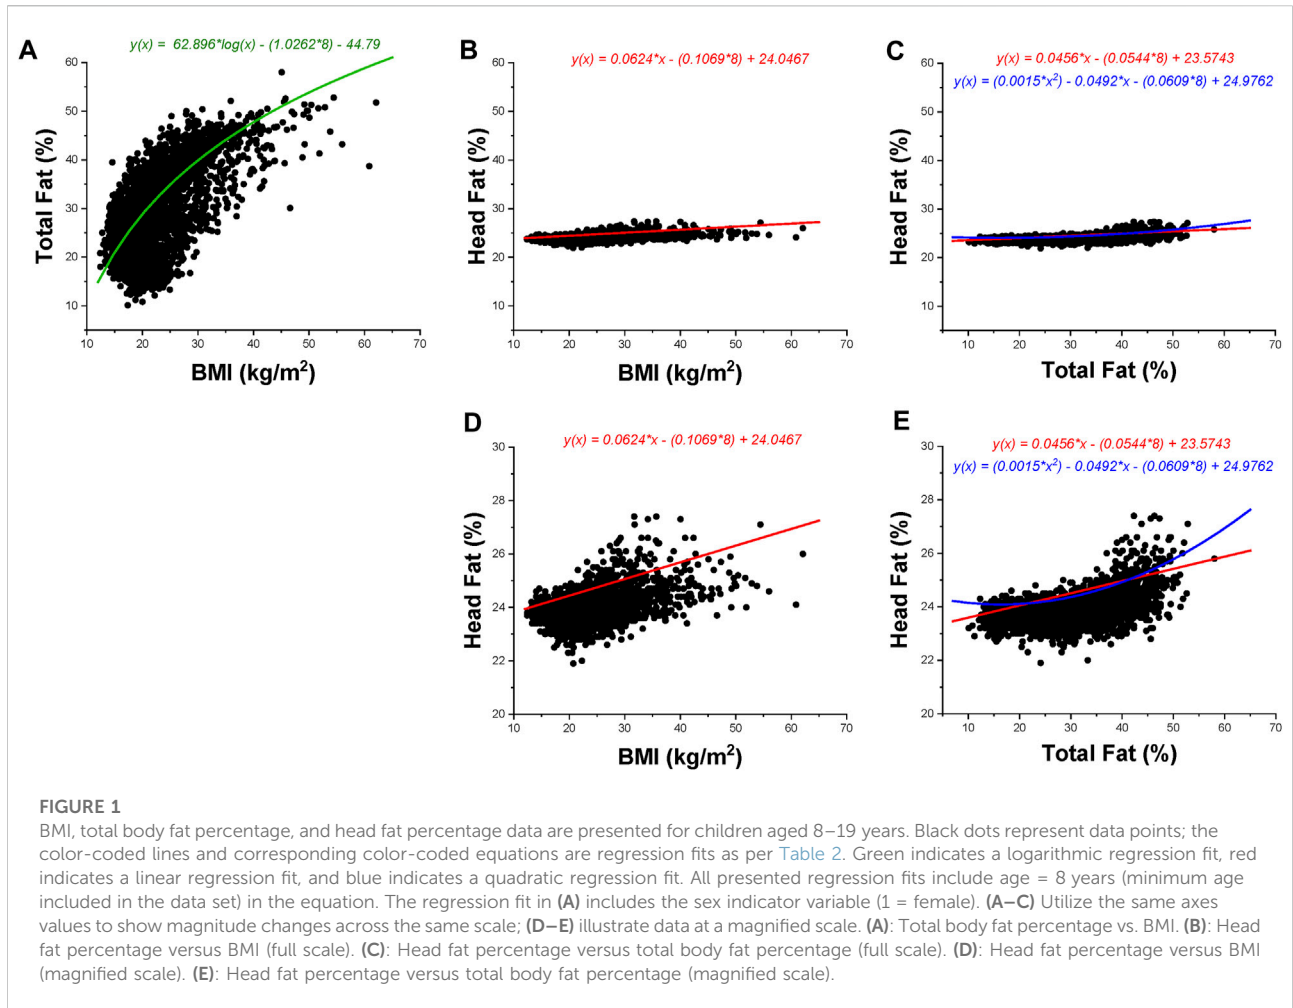 A
y(x) = 62.896*log(x) - (1.0262*8) - 44.79
60
50
40
30
20
10
Total Fat (%)
10 20 30 40 50 60 70
BMI (kg/m²)
B
y(x) = 0.0624*x - (0.1069*8) + 24.0467
60
50
40
30
20
10
Head Fat (%)
10 20 30 40 50 60 70
BMI (kg/m²)
C
y(x) = 0.0456*x - (0.0544*8) + 23.5743
y(x) = (0.0015*x²) - 0.0492*x - (0.0609*8) + 24.9762
60
50
40
30
20
10
Head Fat (%)
10 20 30 40 50 60 70
Total Fat (%)
D
y(x) = 0.0624*x - (0.1069*8) + 24.0467
30
28
26
24
22
20
Head Fat (%)
10 20 30 40 50 60 70
BMI (kg/m²)
E
y(x) = 0.0456*x - (0.0544*8) + 23.5743
y(x) = (0.0015*x²) - 0.0492*x - (0.0609*8) + 24.9762
30
28
26
24
22
20
Head Fat (%)
10 20 30 40 50 60 70
Total Fat (%)
FIGURE 1
BMI, total body fat percentage, and head fat percentage data are presented for children aged 8–19 years. Black dots represent data points; the
color-coded lines and corresponding color-coded equations are regression fits as per Table 2. Green indicates a logarithmic regression fit, red
indicates a linear regression fit, and blue indicates a quadratic regression fit. All presented regression fits include age = 8 years (minimum age
included in the data set) in the equation. The regression fit in (A) includes the sex indicator variable (1 = female). (A–C) Utilize the same axes
values to show magnitude changes across the same scale; (D–E) illustrate data at a magnified scale. (A): Total body fat percentage vs. BMI. (B): Head
fat percentage versus BMI (full scale). (C): Head fat percentage versus total body fat percentage (full scale). (D): Head fat percentage versus BMI
(magnified scale). (E): Head fat percentage versus total body fat percentage (magnified scale).